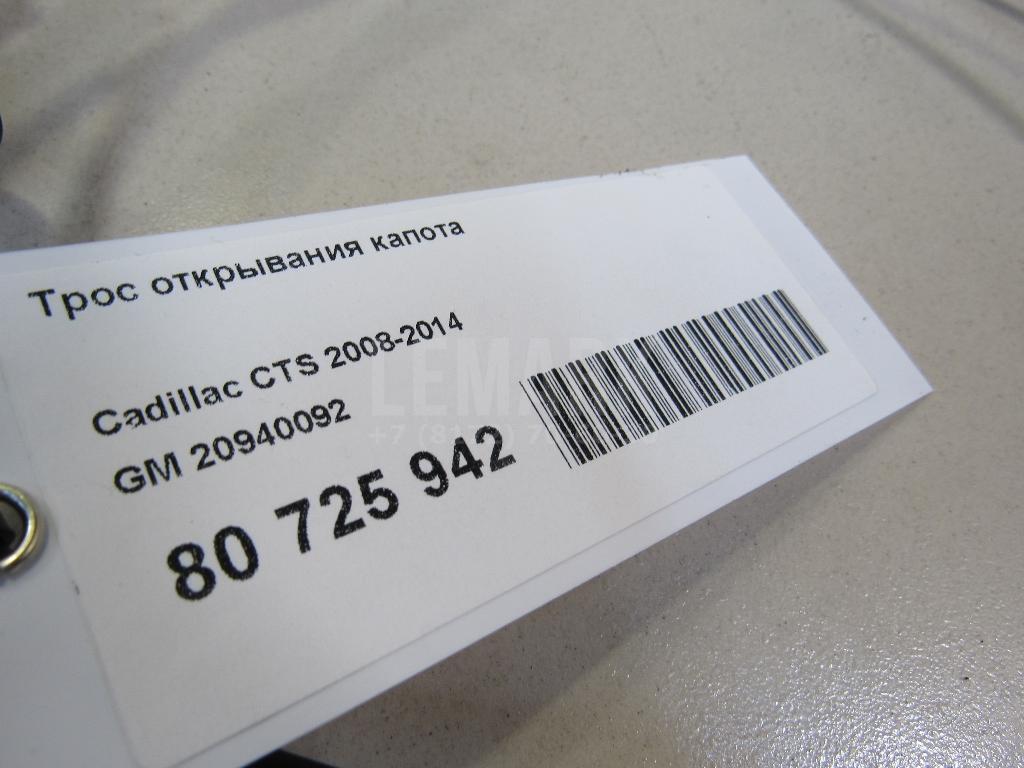 Трос открывания капота
Cadillac CTS 2008-2014
GM 20940092
80 725 942